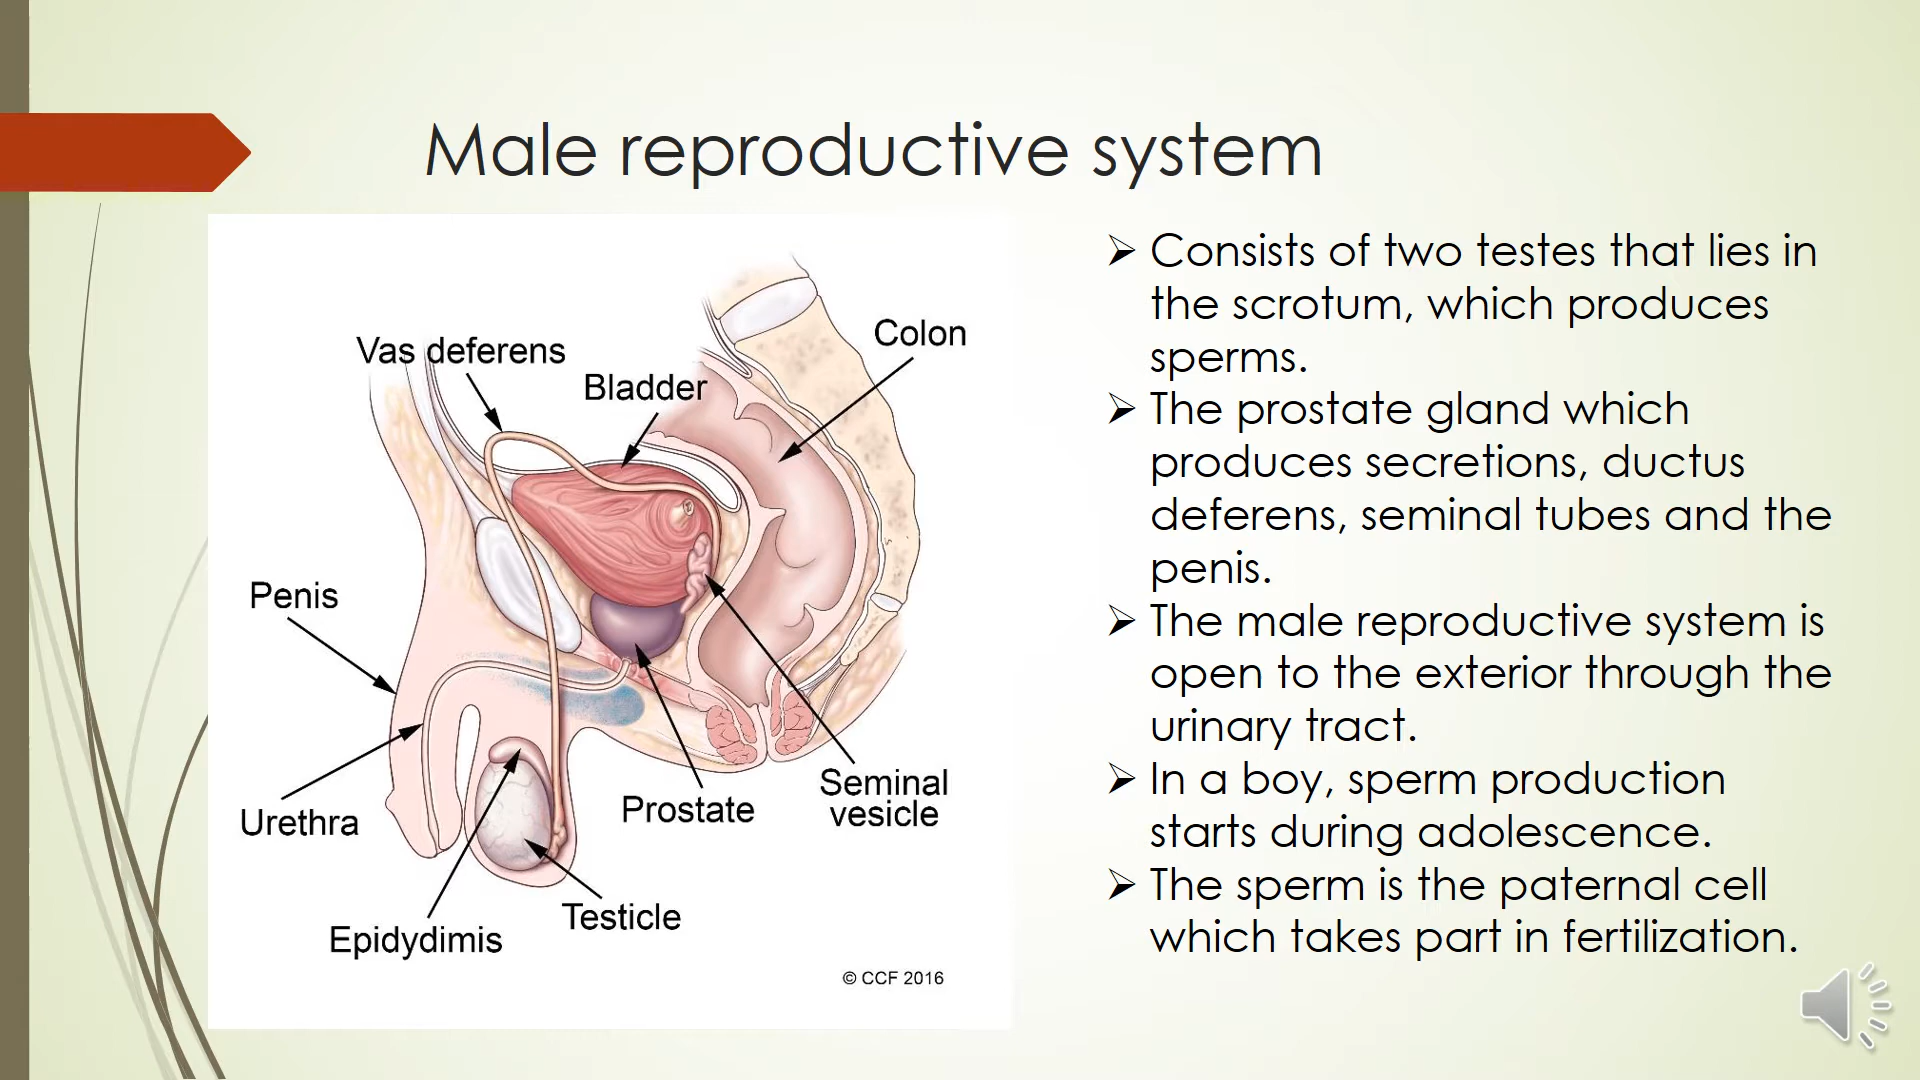 Male reproductive system
Vas deferens
Bladder
Colon
Penis
Urethra
Epidydimis
Testicle
Prostate
Seminal
vesicle
© CCF 2016
➢ Consists of two testes that lies in
the scrotum, which produces
sperms.
➢ The prostate gland which
produces secretions, ductus
deferens, seminal tubes and the
penis.
➢ The male reproductive system is
open to the exterior through the
urinary tract.
➢ In a boy, sperm production
starts during adolescence.
➢ The sperm is the paternal cell
which takes part in fertilization.